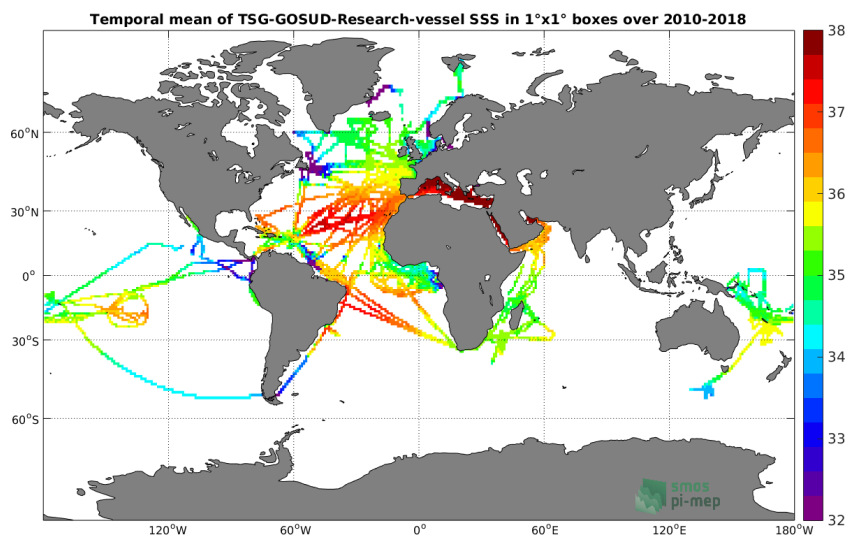 Temporal mean of TSG-GOSUD-Research-vessel SSS in 1°x1° boxes over 2010-2018
60°N
30°N
0°
30°S
60°S
120°W
60°W
0°
60°E
120°E
180°W
38
37
36
35
34
33
32
smos
pi-mep